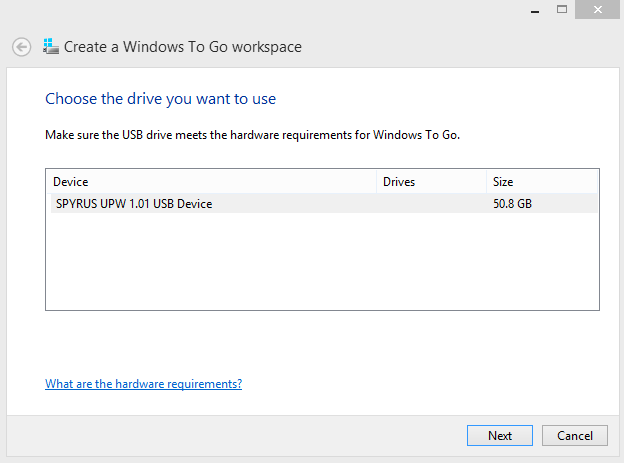 Create a Windows To Go workspace
Choose the drive you want to use
Make sure the USB drive meets the hardware requirements for Windows To Go.
Device Drives Size
SPYRUS UPW 1.01 USB Device 50.8 GB
What are the hardware requirements?
Next Cancel